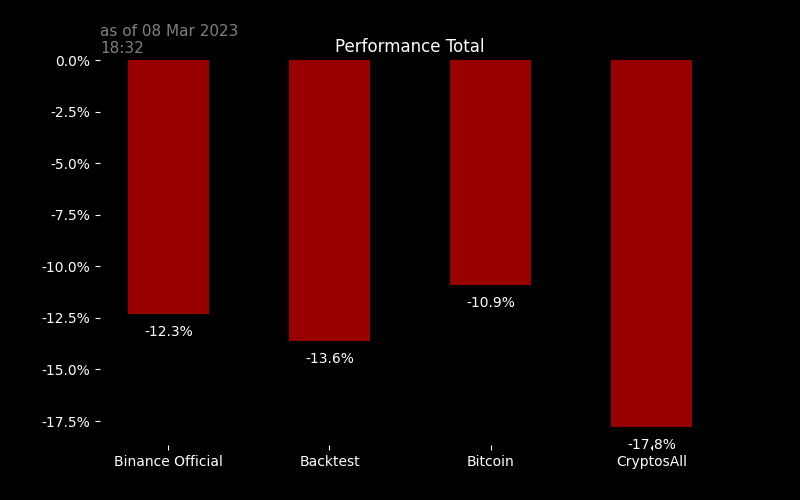 as of 08 Mar 2023
18:32
Performance Total
0.0%
-2.5%
-5.0%
-7.5%
-10.0%
-12.5%
-15.0%
-17.5%
-12.3%
-13.6%
-10.9%
-17.8%
Binance Official
Backtest
Bitcoin
CryptosAll